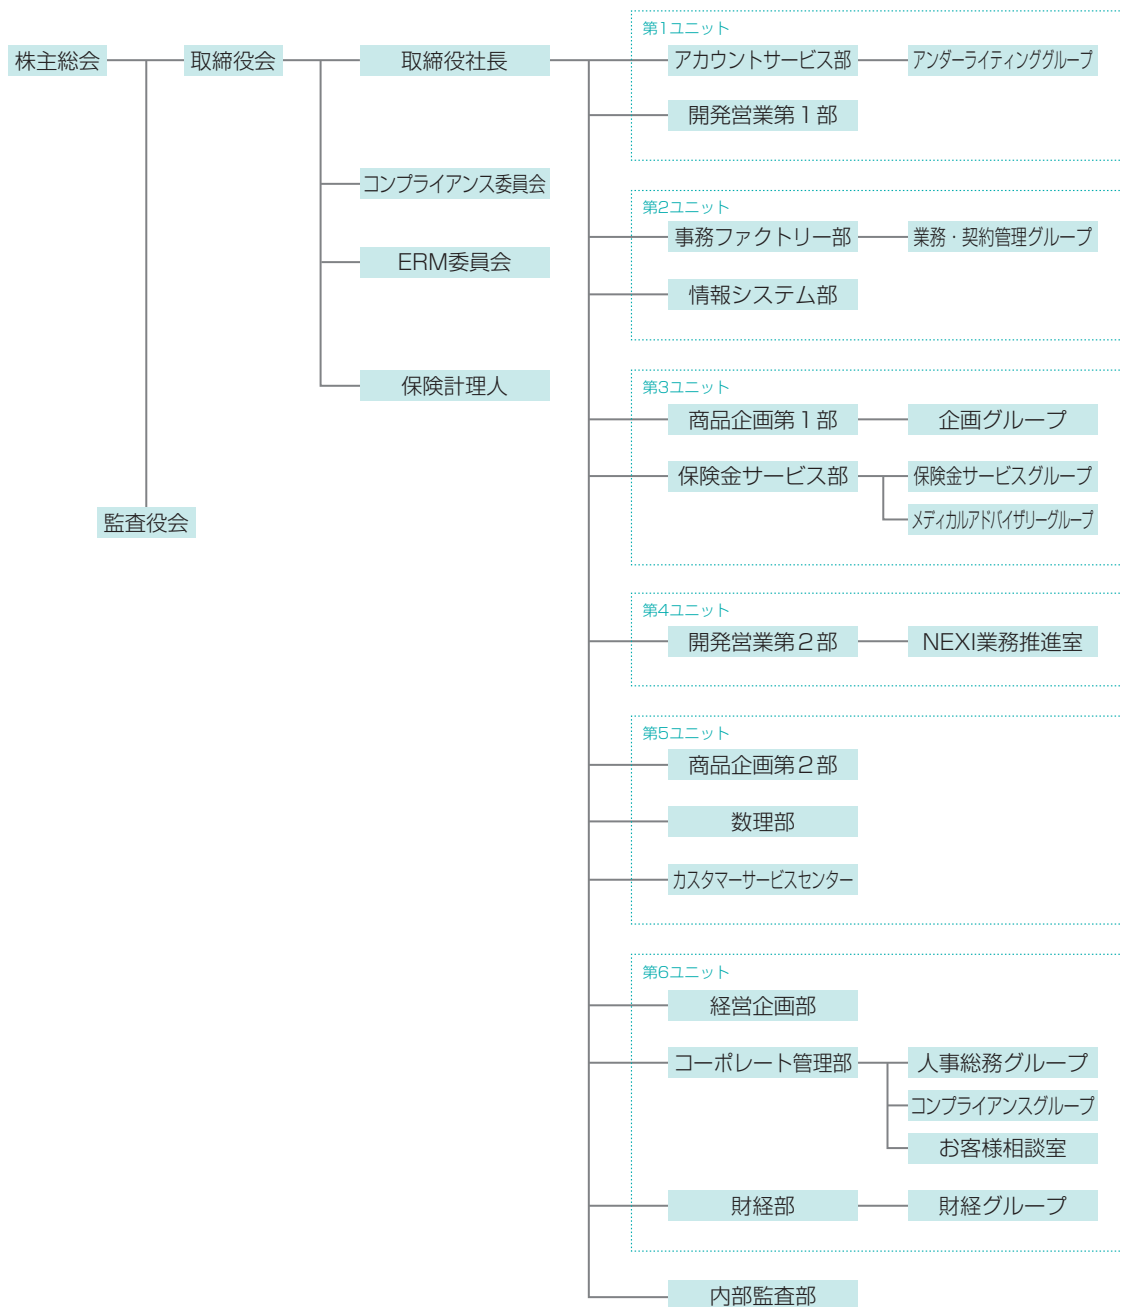 株主総会
取締役会
取締役社長
コンプライアンス委員会
ERM委員会
保険計理人
監査役会
第1ユニット
アカウントサービス部
アンダーライティンググループ
開発営業第１部
第2ユニット
事務ファクトリー部
業務・契約管理グループ
情報システム部
第3ユニット
商品企画第１部
企画グループ
保険金サービス部
保険金サービスグループ
メディカルアドバイザリーグループ
第4ユニット
開発営業第２部
NEXI業務推進室
第5ユニット
商品企画第２部
数理部
カスタマーサービスセンター
第6ユニット
経営企画部
コーポレート管理部
人事総務グループ
コンプライアンスグループ
お客様相談室
財経部
財経グループ
内部監査部